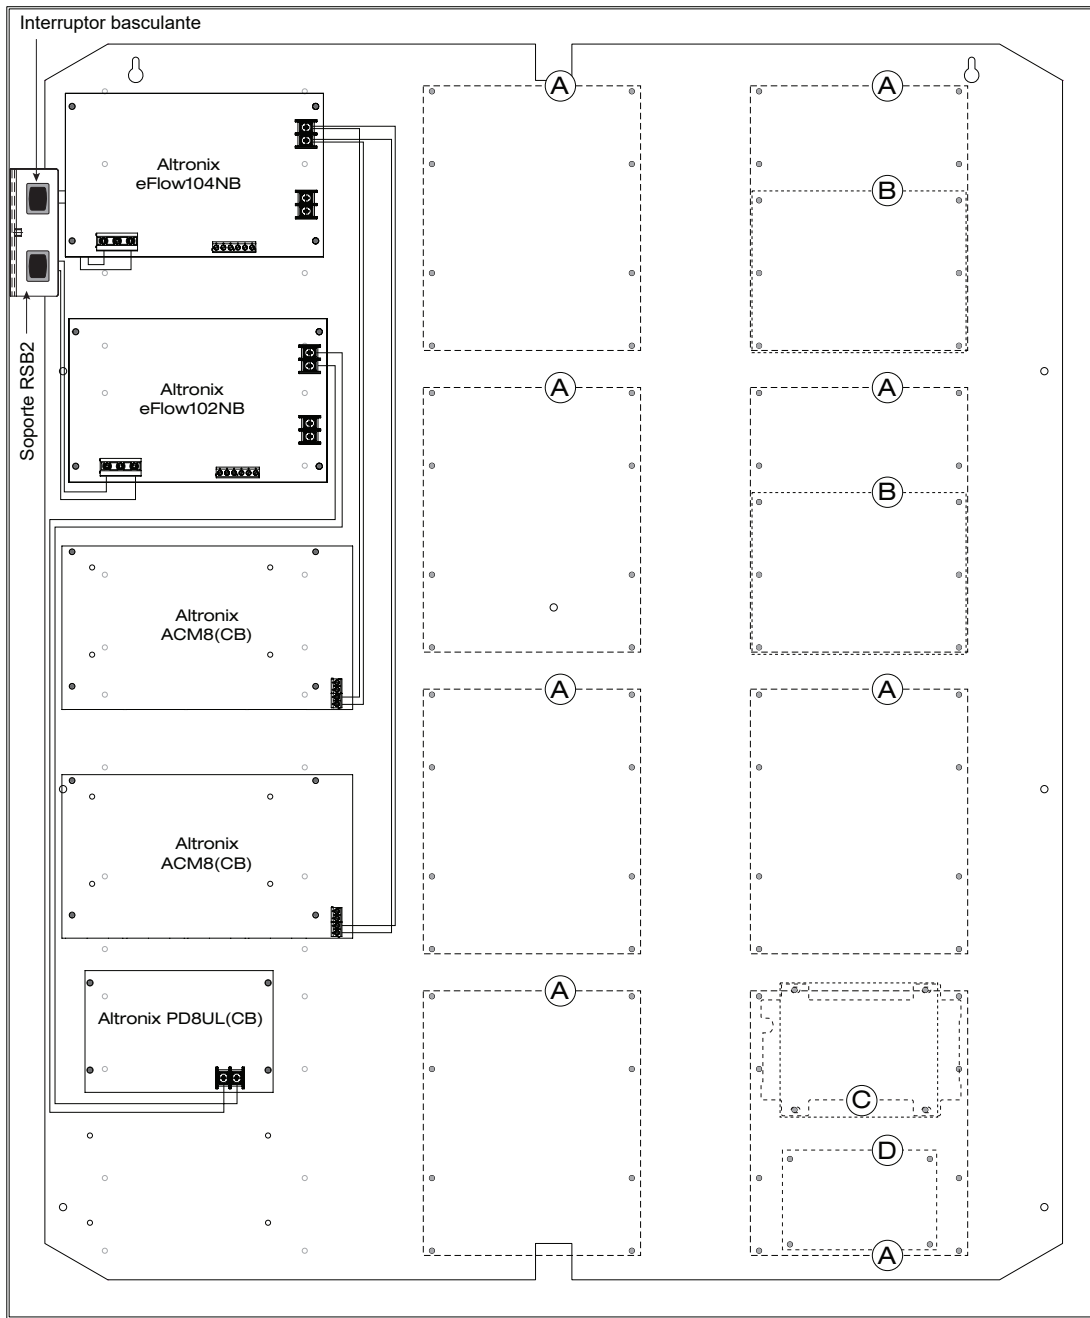 Interruptor basculante
Altronix
eFlow104NB
Soporte RSB2
Altronix
eFlow102NB
Altronix
ACM8(CB)
Altronix
ACM8(CB)
Altronix PD8UL(CB)
A
A
B
A
A
B
A
A
A
C
D
A